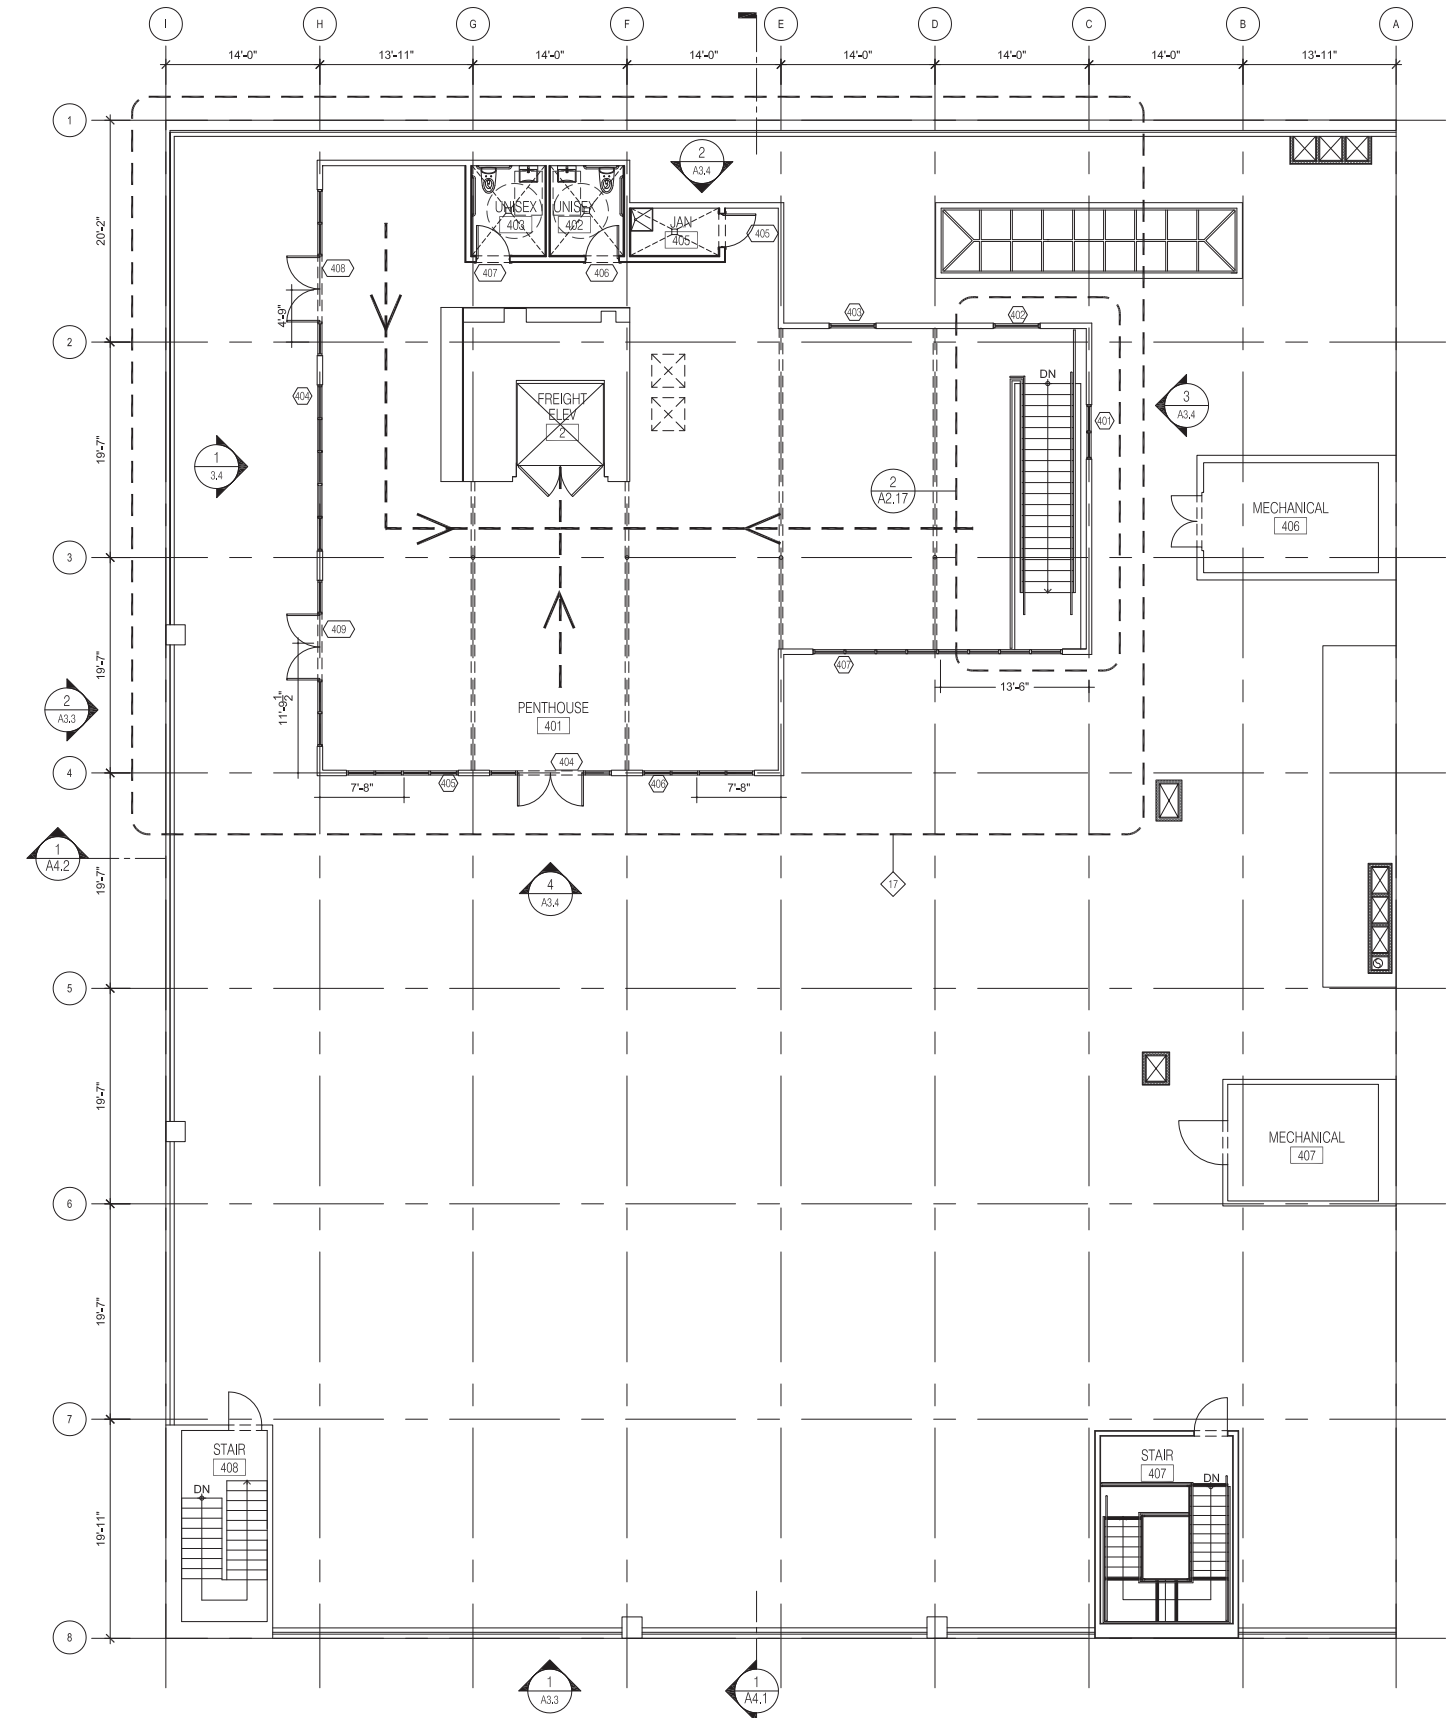 I
H
G
F
E
D
C
B
A
14'-0"
13'-11"
14'-0"
14'-0"
14'-0"
14'-0"
14'-0"
13'-11"
1
20'-2"
2
A3.4
UNISEX
403
UNISEX
402
JAN
405
405
407
406
408
4'-9"
403
402
2
19'-7"
404
FREIGHT
ELEV
2
DN
401
3
A3.4
1
3.4
2
A2.17
MECHANICAL
406
3
19'-7"
409
407
13'-6"
11'-9 1/2"
2
A3.3
PENTHOUSE
401
404
4
405
406
7'-8"
7'-8"
1
A4.2
19'-7"
4
A3.4
17
5
19'-7"
MECHANICAL
407
6
19'-7"
7
STAIR
408
DN
STAIR
407
DN
19'-11"
8
1
A3.3
1
A4.1